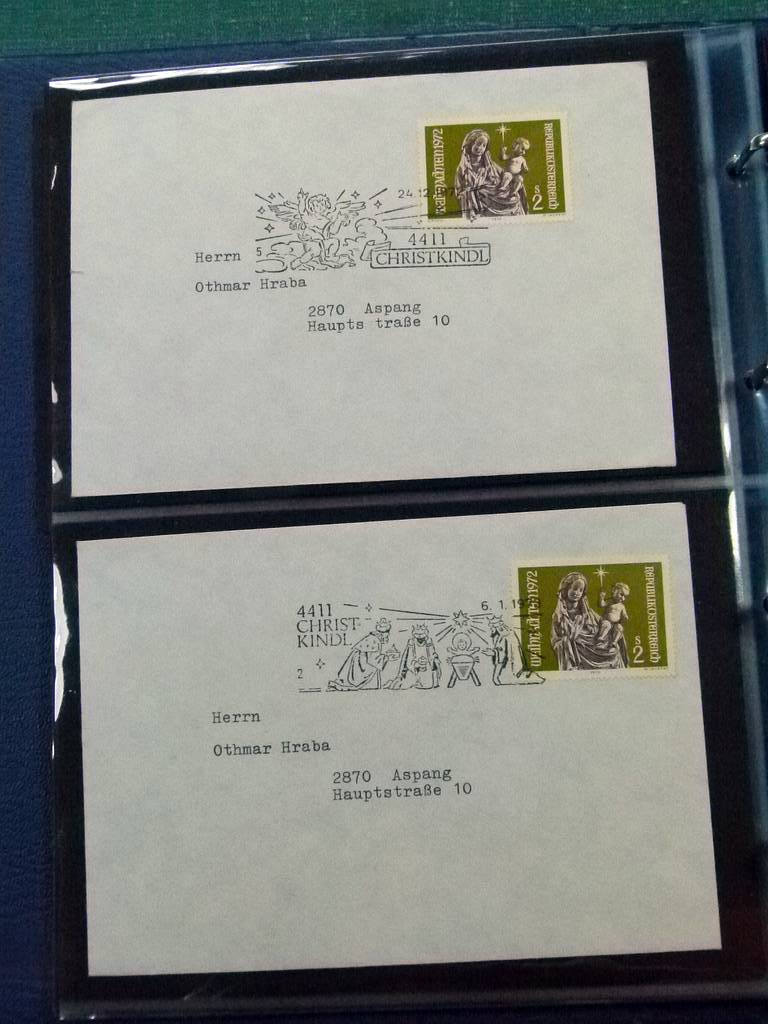 WEIHNACHTEN 1972
REPUBLIK ÖSTERREICH
S
2
24.12.
4411
CHRISTKINDL
5
Herrn
Othmar Hraba
2870 Aspang
Haupts traße 10
1972
REPUBLIK ÖSTERREICH
S
2
6. 1. 19
4411
CHRIST-
KINDL
2
Herrn
Othmar Hraba
2870 Aspang
Hauptstraße 10